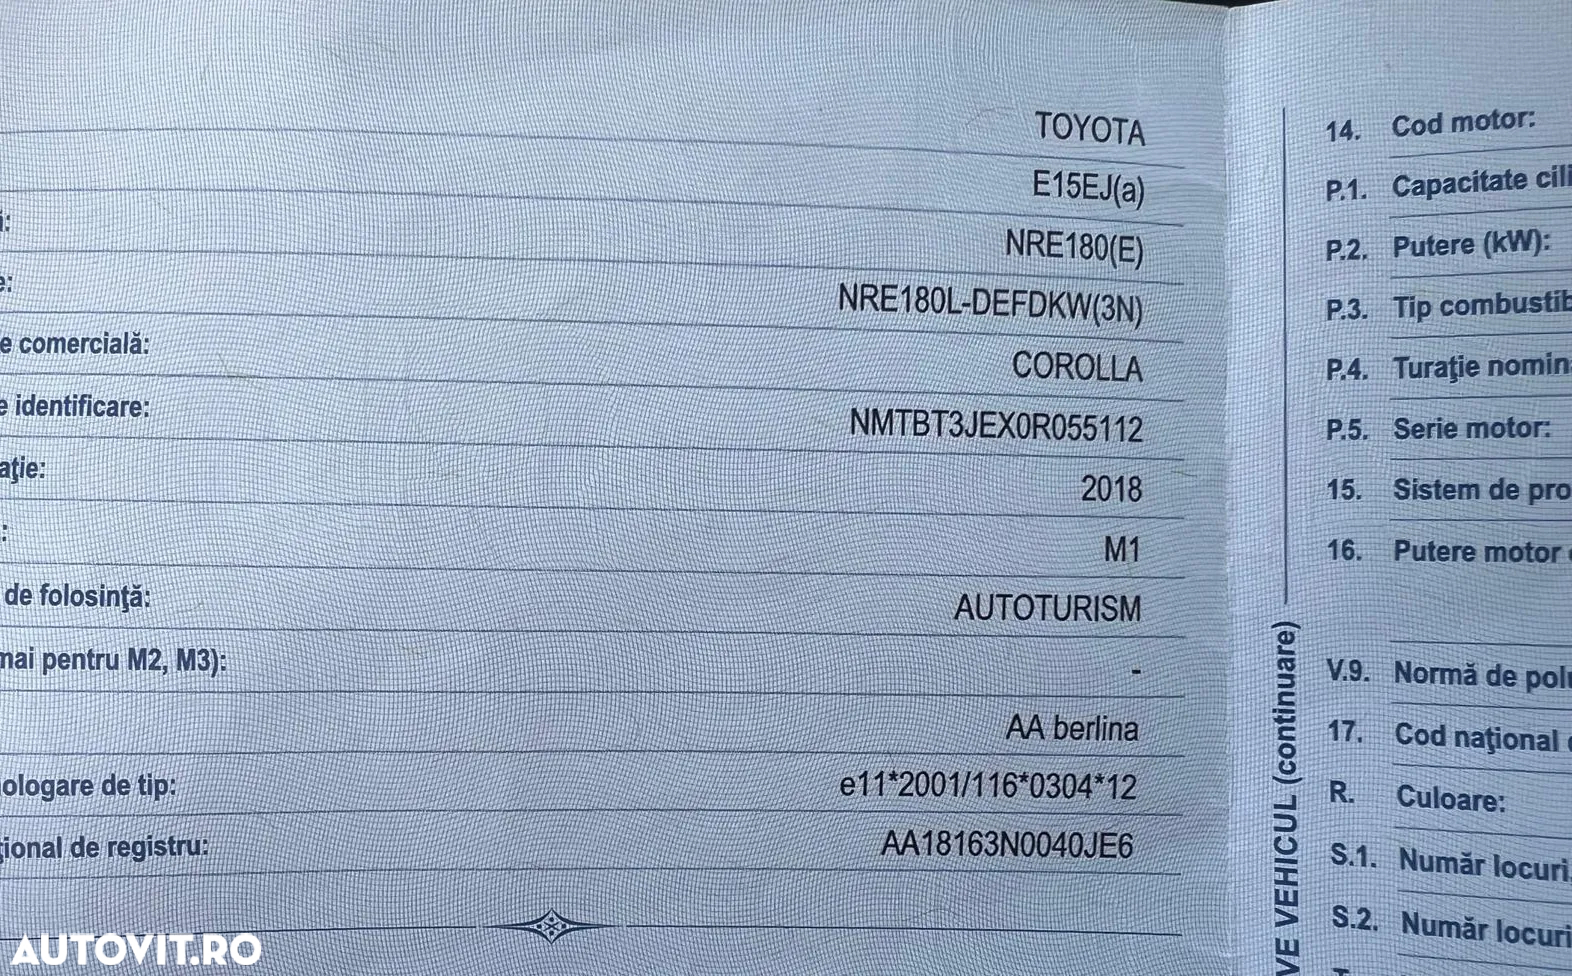 TOYOTA
E15EJ(a)
NRE180(E)
NRE180L-DEFDKW(3N)
e comercială: COROLLA
e identificare: NMTBT3JEX0R055112
aţie: 2018
M1
de folosinţă: AUTOTURISM
mai pentru M2, M3): -
AA berlina
ologare de tip: e11*2001/116*0304*12
ţional de registru: AA18163N0040JE6
VE VEHICUL (continuare)
14. Cod motor:
P.1. Capacitate cili
P.2. Putere (kW):
P.3. Tip combustib
P.4. Turaţie nomin
P.5. Serie motor:
15. Sistem de pro
16. Putere motor
V.9. Normă de pol
17. Cod naţional
R. Culoare:
S.1. Număr locuri
S.2. Număr locuri
AUTOVIT.RO